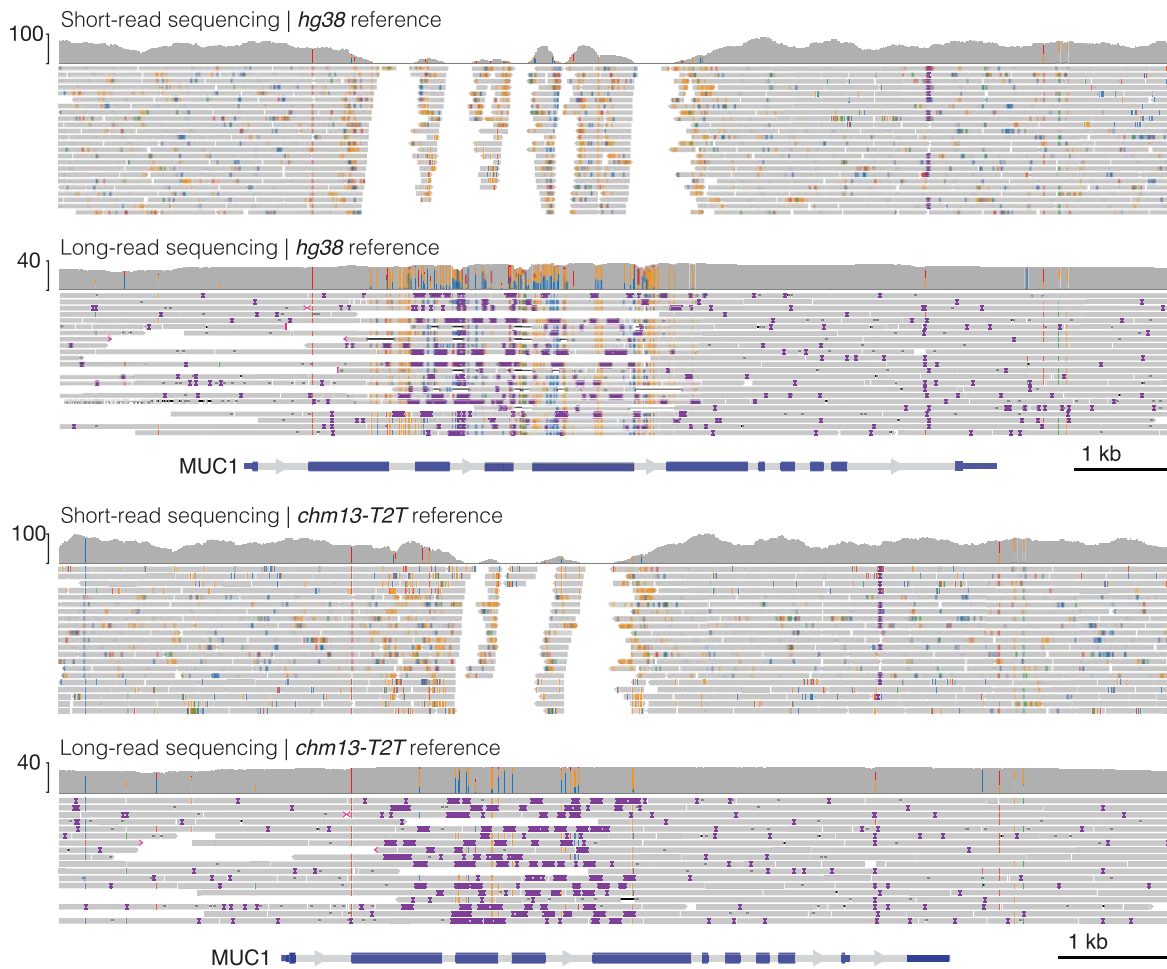 Short-read sequencing | hg38 reference
100
Long-read sequencing | hg38 reference
40
MUC1
1 kb
Short-read sequencing | chm13-T2T reference
100
Long-read sequencing | chm13-T2T reference
40
MUC1
1 kb